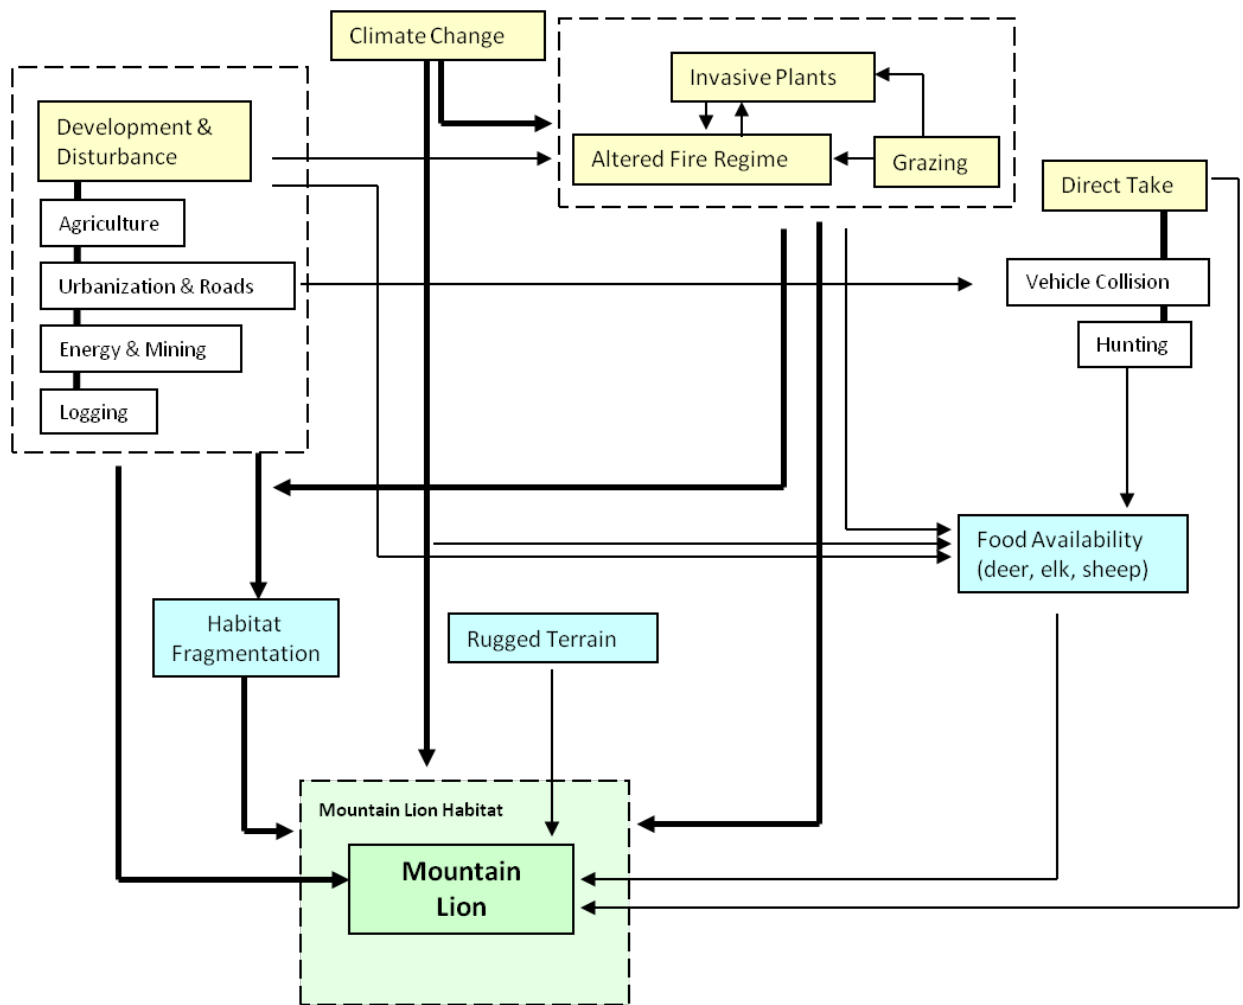 Climate Change
Invasive Plants
Development &
Disturbance
Altered Fire Regime
Grazing
Direct Take
Agriculture
Urbanization & Roads
Vehicle Collision
Energy & Mining
Hunting
Logging
Food Availability
(deer, elk, sheep)
Habitat
Fragmentation
Rugged Terrain
Mountain Lion Habitat
Mountain
Lion